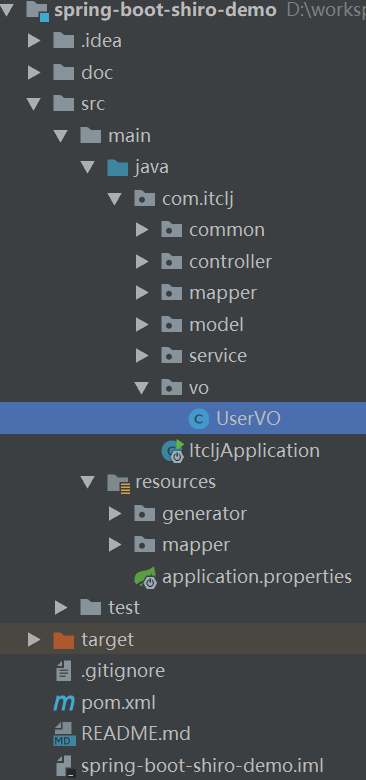 spring-boot-shiro-demo D:\worksp
.idea
doc
src
main
java
com.itclj
common
controller
mapper
model
service
vo
C UserVO
ItcljApplication
resources
generator
mapper
application.properties
test
target
.gitignore
m pom.xml
MD README.md
spring-boot-shiro-demo.iml